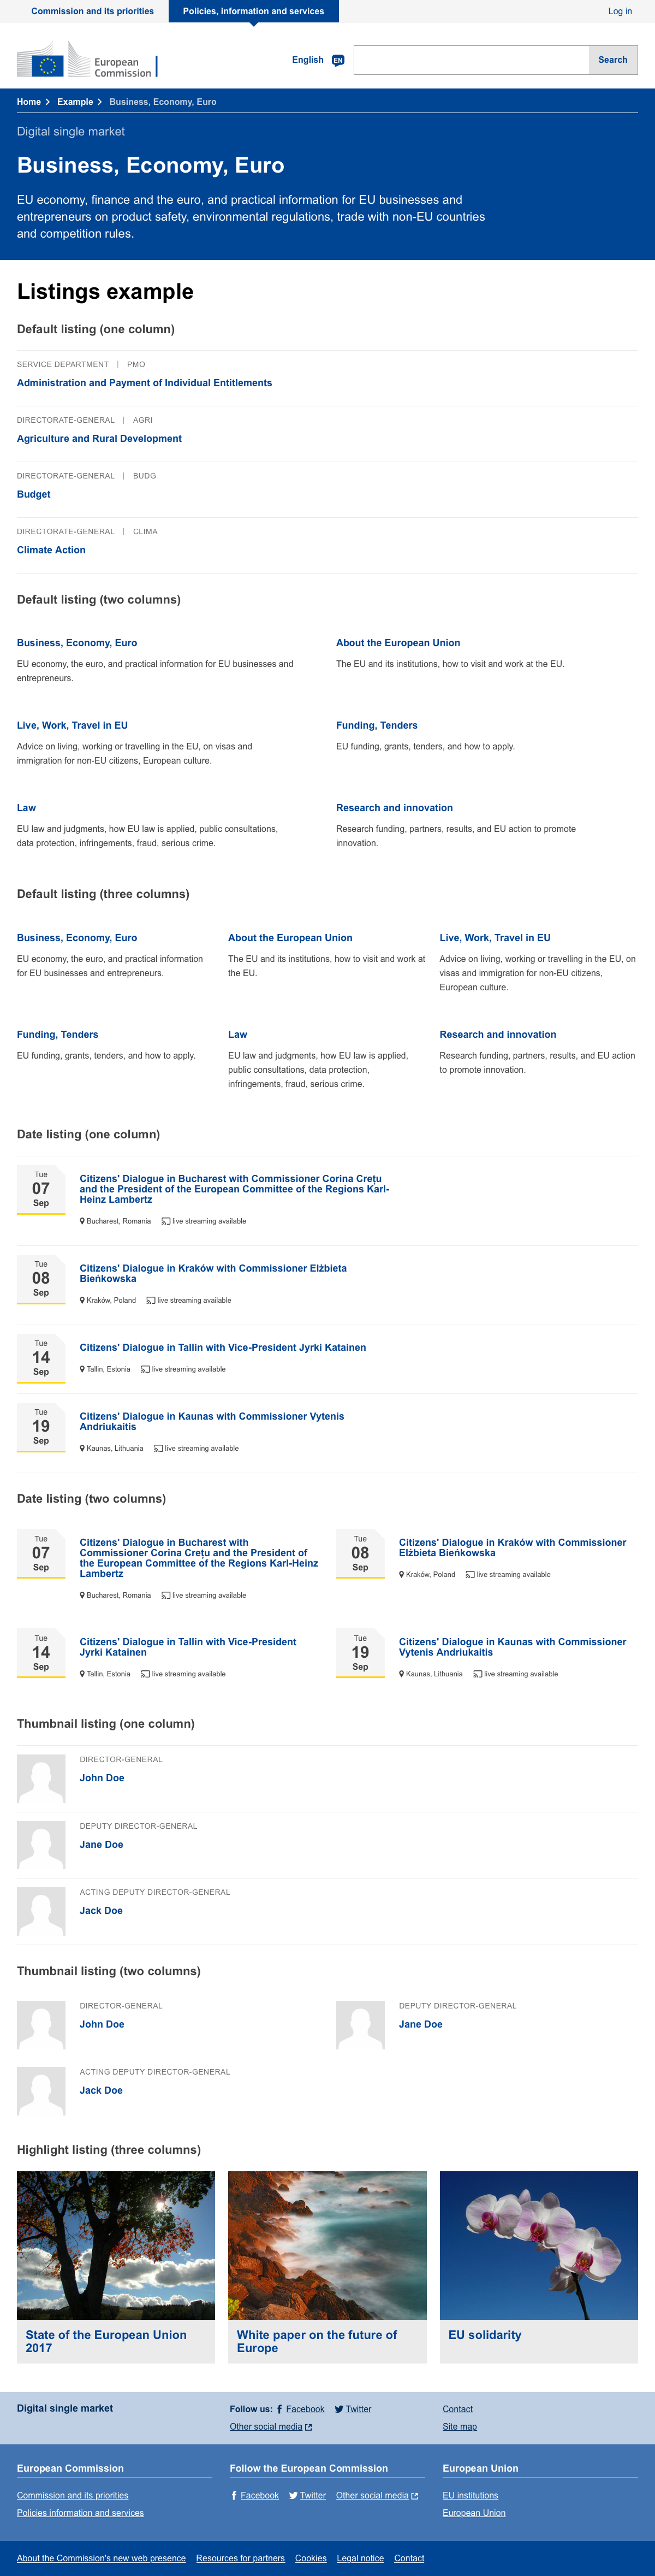 Commission and its priorities
Policies, information and services
Log in
European
Commission
English
EN
Search
Home
Example
Business, Economy, Euro
Digital single market
Business, Economy, Euro
EU economy, finance and the euro, and practical information for EU businesses and
entrepreneurs on product safety, environmental regulations, trade with non-EU countries
and competition rules.
Listings example
Default listing (one column)
SERVICE DEPARTMENT | PMO
Administration and Payment of Individual Entitlements
DIRECTORATE-GENERAL | AGRI
Agriculture and Rural Development
DIRECTORATE-GENERAL | BUDG
Budget
DIRECTORATE-GENERAL | CLIMA
Climate Action
Default listing (two columns)
Business, Economy, Euro
EU economy, the euro, and practical information for EU businesses and
entrepreneurs.
About the European Union
The EU and its institutions, how to visit and work at the EU.
Live, Work, Travel in EU
Advice on living, working or travelling in the EU, on visas and
immigration for non-EU citizens, European culture.
Funding, Tenders
EU funding, grants, tenders, and how to apply.
Law
EU law and judgments, how EU law is applied, public consultations,
data protection, infringements, fraud, serious crime.
Research and innovation
Research funding, partners, results, and EU action to promote
innovation.
Default listing (three columns)
Business, Economy, Euro
EU economy, the euro, and practical information
for EU businesses and entrepreneurs.
About the European Union
The EU and its institutions, how to visit and work at
the EU.
Live, Work, Travel in EU
Advice on living, working or travelling in the EU, on
visas and immigration for non-EU citizens,
European culture.
Funding, Tenders
EU funding, grants, tenders, and how to apply.
Law
EU law and judgments, how EU law is applied,
public consultations, data protection,
infringements, fraud, serious crime.
Research and innovation
Research funding, partners, results, and EU action
to promote innovation.
Date listing (one column)
Tue
07
Sep
Citizens' Dialogue in Bucharest with Commissioner Corina Crețu
and the President of the European Committee of the Regions Karl-
Heinz Lambertz
Bucharest, Romania
live streaming available
Tue
08
Sep
Citizens' Dialogue in Kraków with Commissioner Elżbieta
Bieńkowska
Kraków, Poland
live streaming available
Tue
14
Sep
Citizens' Dialogue in Tallin with Vice-President Jyrki Katainen
Tallin, Estonia
live streaming available
Tue
19
Sep
Citizens' Dialogue in Kaunas with Commissioner Vytenis
Andriukaitis
Kaunas, Lithuania
live streaming available
Date listing (two columns)
Tue
07
Sep
Citizens' Dialogue in Bucharest with
Commissioner Corina Crețu and the President of
the European Committee of the Regions Karl-Heinz
Lambertz
Bucharest, Romania
live streaming available
Tue
08
Sep
Citizens' Dialogue in Kraków with Commissioner
Elżbieta Bieńkowska
Kraków, Poland
live streaming available
Tue
14
Sep
Citizens' Dialogue in Tallin with Vice-President
Jyrki Katainen
Tallin, Estonia
live streaming available
Tue
19
Sep
Citizens' Dialogue in Kaunas with Commissioner
Vytenis Andriukaitis
Kaunas, Lithuania
live streaming available
Thumbnail listing (one column)
DIRECTOR-GENERAL
John Doe
DEPUTY DIRECTOR-GENERAL
Jane Doe
ACTING DEPUTY DIRECTOR-GENERAL
Jack Doe
Thumbnail listing (two columns)
DIRECTOR-GENERAL
John Doe
DEPUTY DIRECTOR-GENERAL
Jane Doe
ACTING DEPUTY DIRECTOR-GENERAL
Jack Doe
Highlight listing (three columns)
State of the European Union
2017
White paper on the future of
Europe
EU solidarity
Digital single market
Follow us: Facebook Twitter
Other social media
Contact
Site map
European Commission
Commission and its priorities
Policies information and services
Follow the European Commission
Facebook Twitter Other social media
European Union
EU institutions
European Union
About the Commission's new web presence Resources for partners Cookies Legal notice Contact